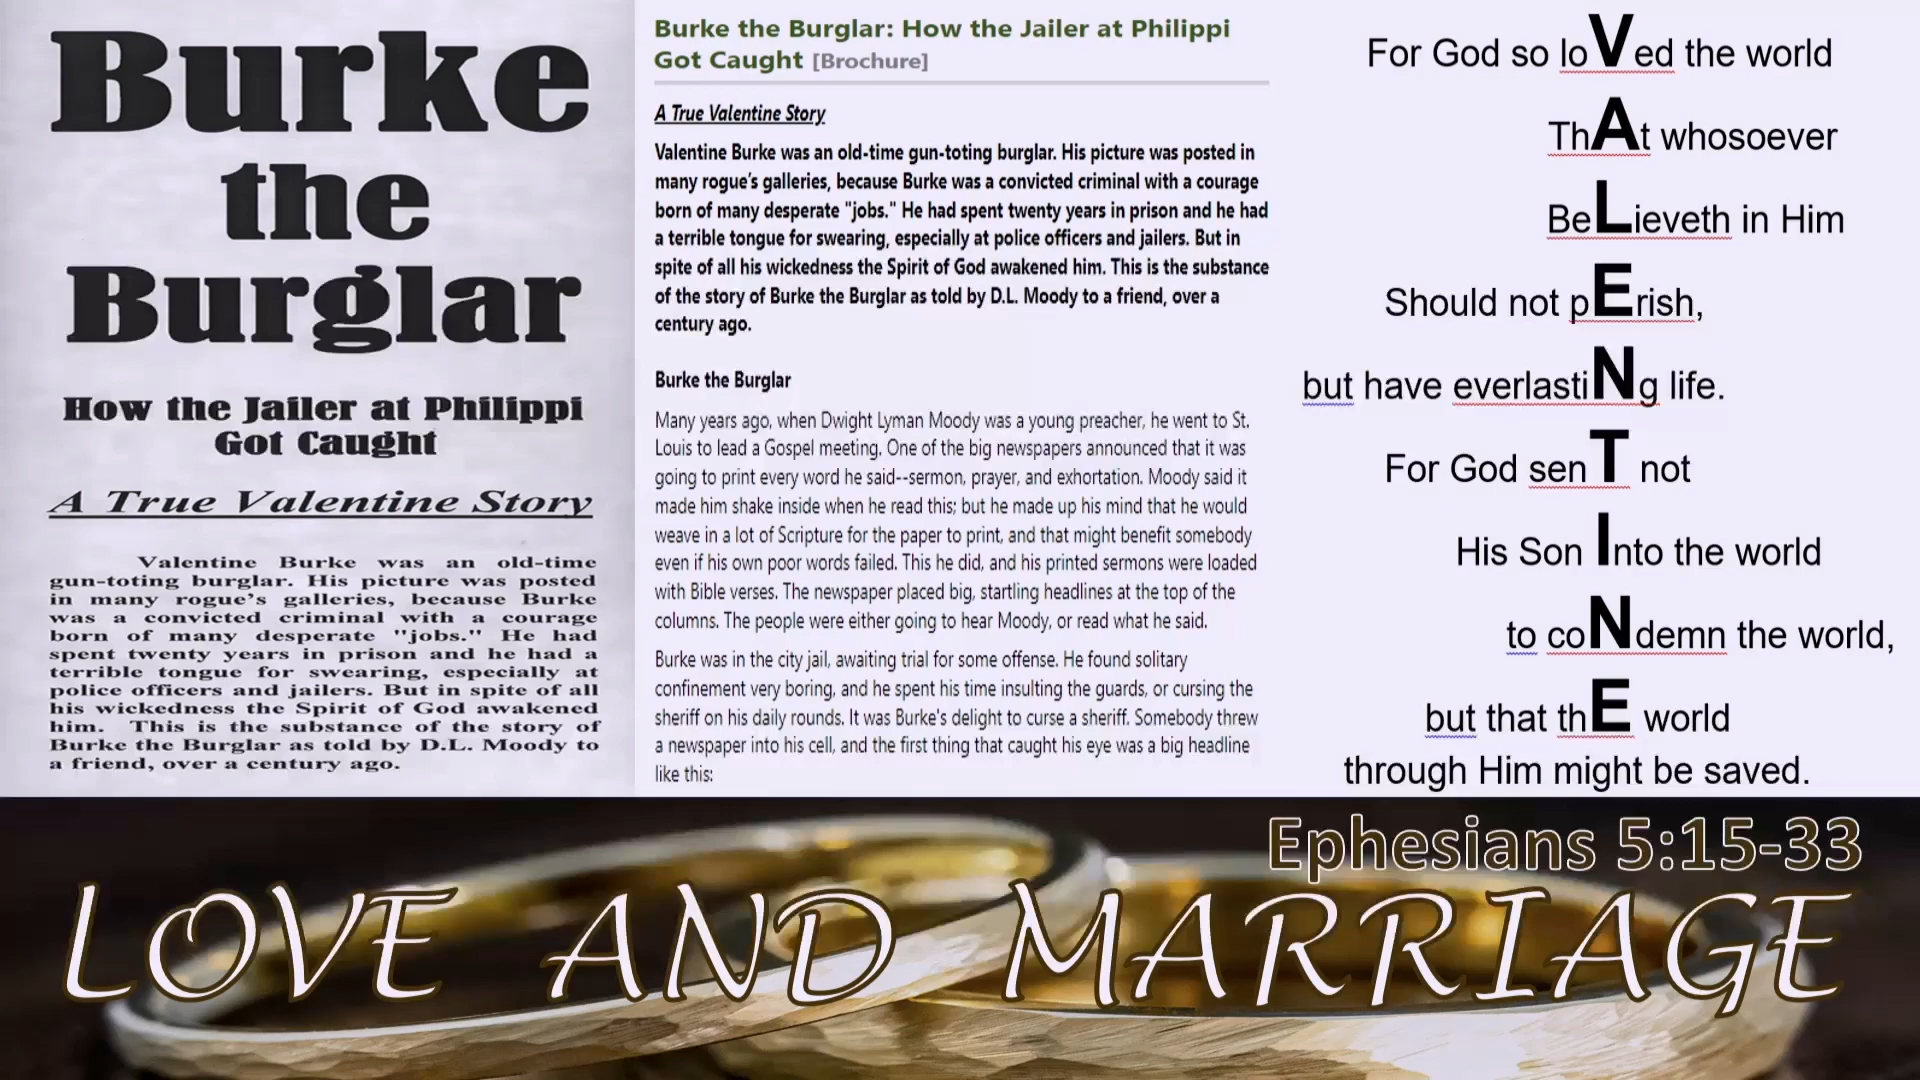 Burke
the
Burglar
How the Jailer at Philippi
Got Caught
A True Valentine Story
Valentine Burke was an old-time
gun-toting burglar. His picture was posted
in many rogue's galleries, because Burke
was a convicted criminal with a courage
born of many desperate "jobs." He had
spent twenty years in prison and he had a
terrible tongue for swearing, especially at
police officers and jailers. But in spite of all
his wickedness the Spirit of God awakened
him. This is the substance of the story of
Burke the Burglar as told by D.L. Moody to
a friend, over a century ago.
Burke the Burglar: How the Jailer at Philippi
Got Caught [Brochure]
A True Valentine Story
Valentine Burke was an old-time gun-toting burglar. His picture was posted in
many rogue's galleries, because Burke was a convicted criminal with a courage
born of many desperate "jobs." He had spent twenty years in prison and he had
a terrible tongue for swearing, especially at police officers and jailers. But in
spite of all his wickedness the Spirit of God awakened him. This is the substance
of the story of Burke the Burglar as told by D.L. Moody to a friend, over a
century ago.
Burke the Burglar
Many years ago, when Dwight Lyman Moody was a young preacher, he went to St.
Louis to lead a Gospel meeting. One of the big newspapers announced that it was
going to print every word he said--sermon, prayer, and exhortation. Moody said it
made him shake inside when he read this; but he made up his mind that he would
weave in a lot of Scripture for the paper to print, and that might benefit somebody
even if his own poor words failed. This he did, and his printed sermons were loaded
with Bible verses. The newspaper placed big, startling headlines at the top of the
columns. The people were either going to hear Moody, or read what he said.
Burke was in the city jail, awaiting trial for some offense. He found solitary
confinement very boring, and he spent his time insulting the guards, or cursing the
sheriff on his daily rounds. It was Burke's delight to curse a sheriff. Somebody threw
a newspaper into his cell, and the first thing that caught his eye was a big headline
like this:
For God so loVed the world
ThAt whosoever
BeLieveth in Him
Should not pErish,
but have everlastiNg life.
For God senT not
His Son Into the world
to coNdemn the world,
but that thE world
through Him might be saved.
Ephesians 5:15-33
LOVE AND MARRIAGE